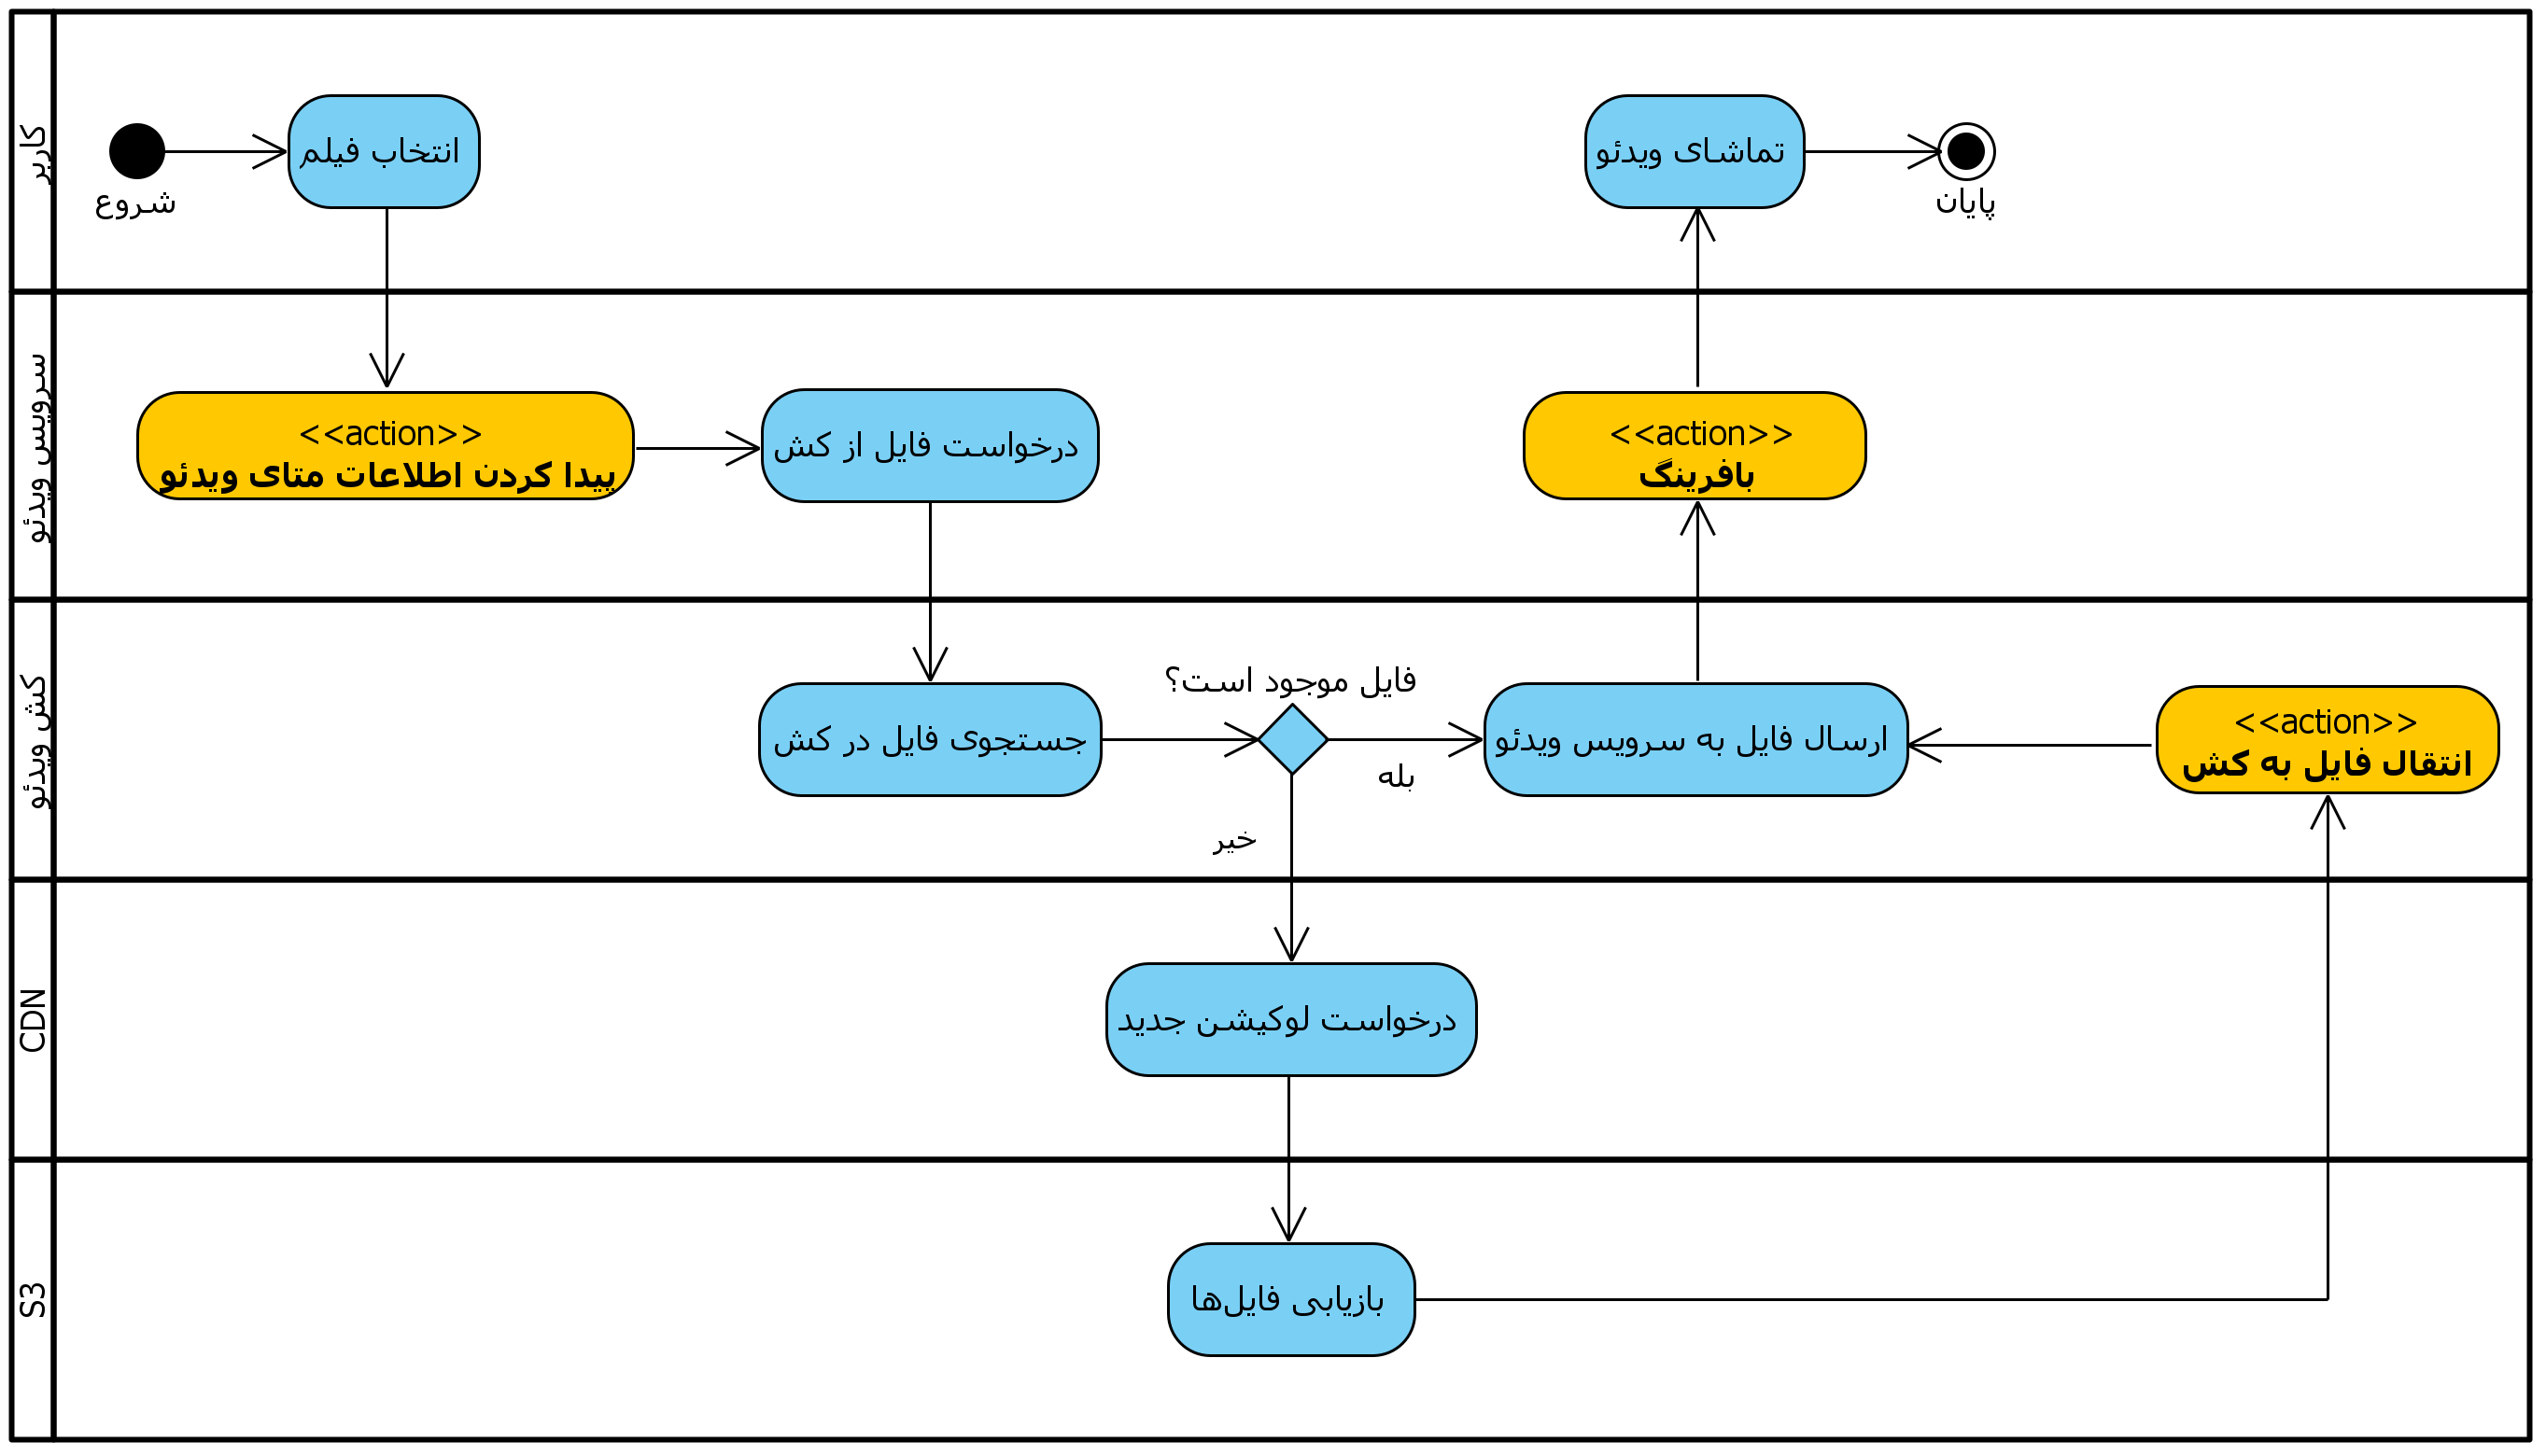 کاربر
شروع
انتخاب فیلم
تماشای ویدئو
پایان
سرویس ویدئو
<<action>>
پیدا کردن اطلاعات متای ویدئو
درخواست فایل از کش
<<action>>
بافرینگ
کش ویدئو
جستجوی فایل در کش
فایل موجود است؟
بله
خیر
ارسال فایل به سرویس ویدئو
<<action>>
انتقال فایل به کش
CDN
درخواست لوکیشن جدید
S3
بازیابی فایل‌ها